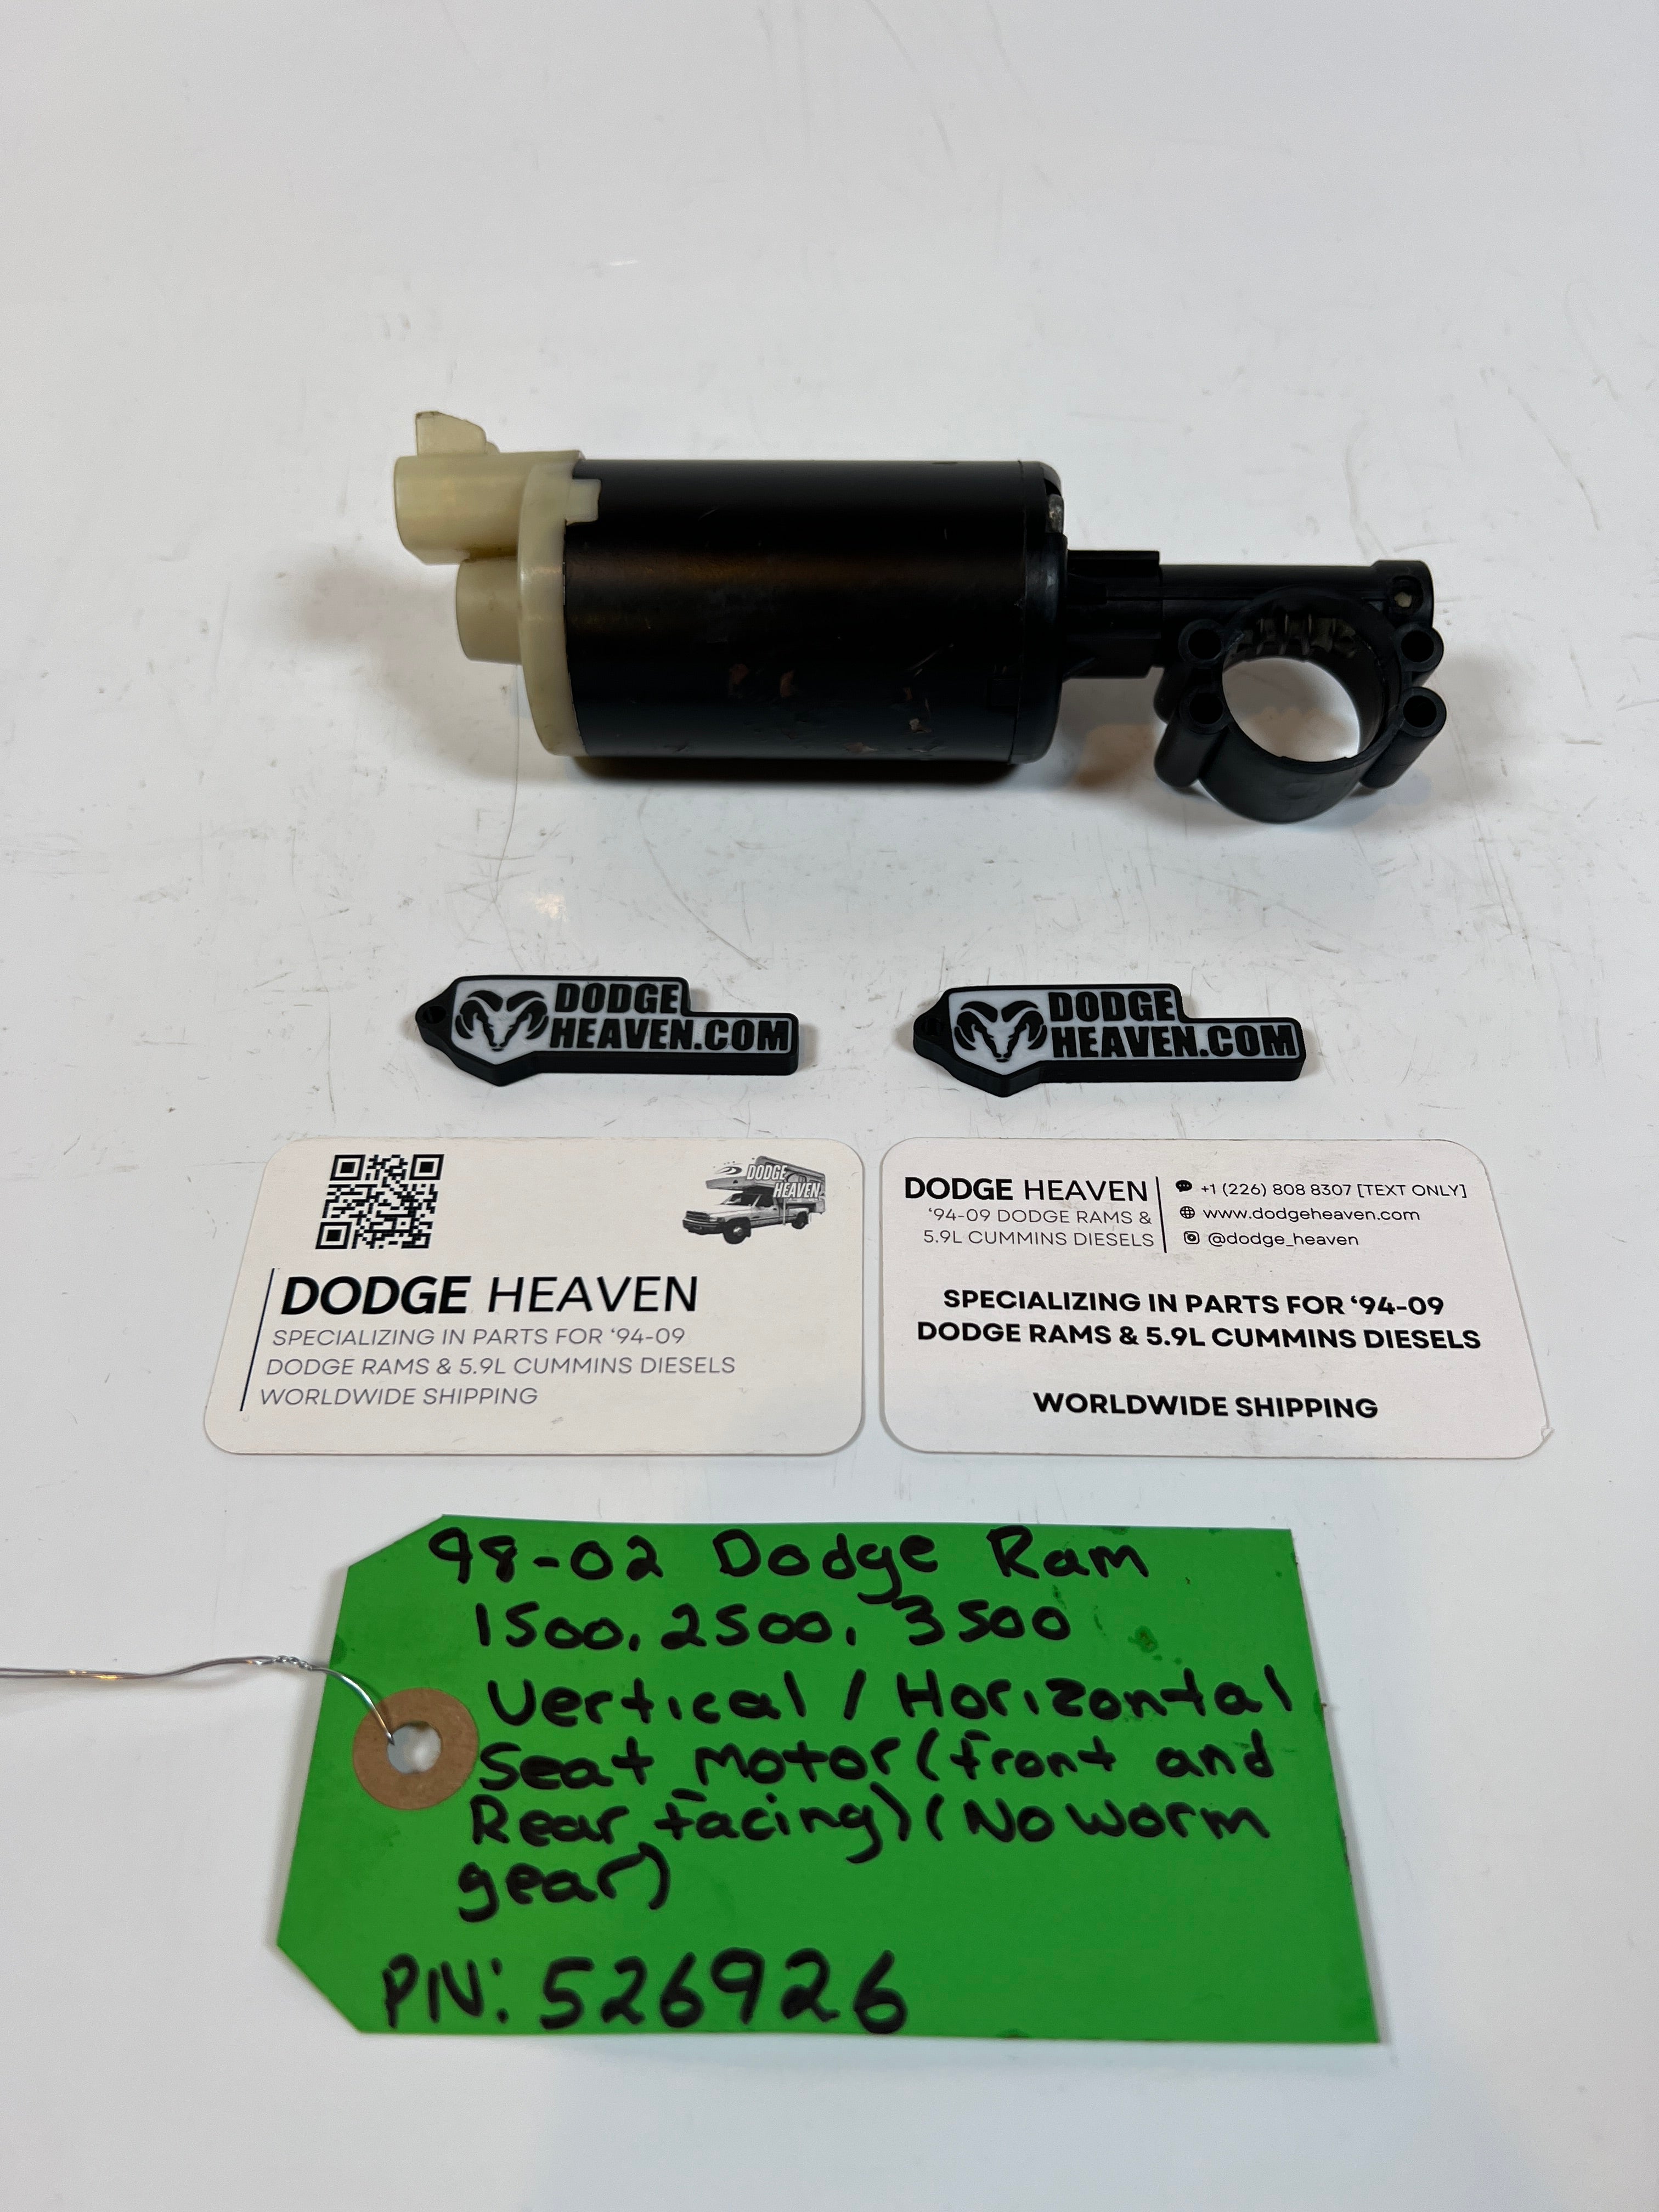 DODGE
HEAVEN.COM
DODGE
HEAVEN.COM
DODGE
HEAVEN
DODGE HEAVEN
SPECIALIZING IN PARTS FOR ‘94-09
DODGE RAMS & 5.9L CUMMINS DIESELS
WORLDWIDE SHIPPING
DODGE HEAVEN
‘94-09 DODGE RAMS &
5.9L CUMMINS DIESELS
+1 (226) 808 8307 [TEXT ONLY]
www.dodgeheaven.com
@dodge_heaven
SPECIALIZING IN PARTS FOR ‘94-09
DODGE RAMS & 5.9L CUMMINS DIESELS
WORLDWIDE SHIPPING
98-02 Dodge Ram
1500, 2500, 3500
Vertical / Horizontal
Seat Motor (front and
Rear facing) (No worm
gear)
PN: 526926